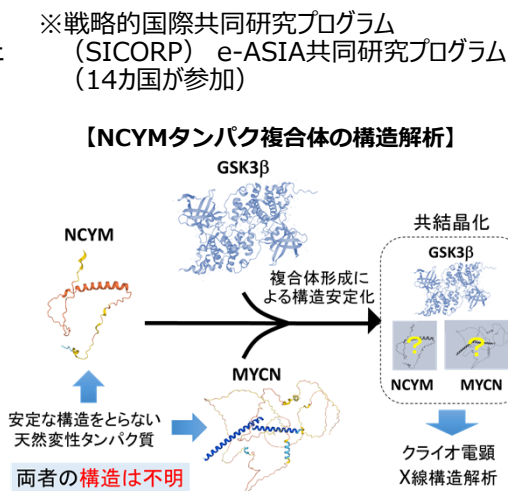 ※戦略的国際共同研究プログラム
（SICORP） e-ASIA共同研究プログラム
（14カ国が参加）
【NCYMタンパク複合体の構造解析】
GSK3β
NCYM
複合体形成に
よる構造安定化
共結晶化
GSK3β
?
?
NCYM
MYCN
MYCN
安定な構造をとらない
天然変性タンパク質
両者の構造は不明
クライオ電顕
X線構造解析